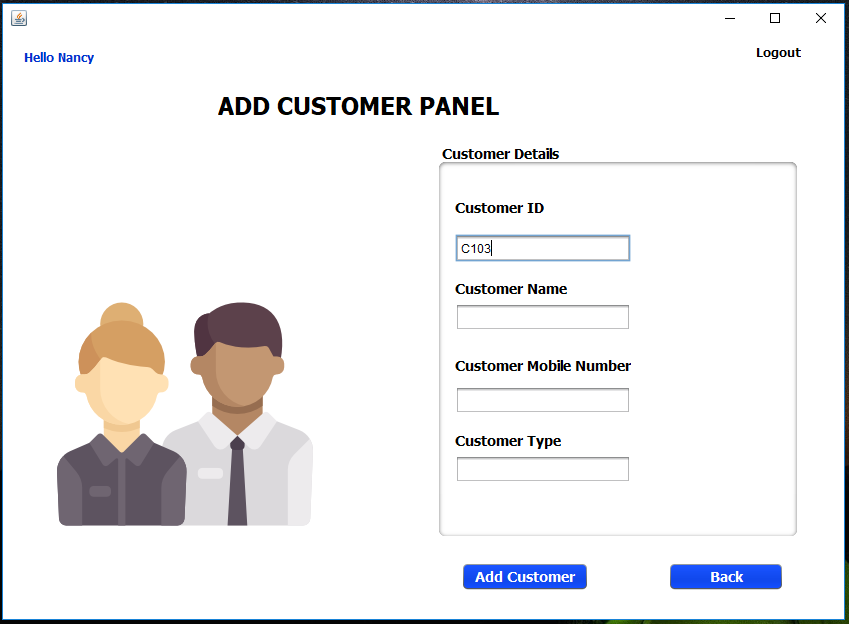 Hello Nancy
Logout
ADD CUSTOMER PANEL
Customer Details
Customer ID
C103
Customer Name
Customer Mobile Number
Customer Type
Add Customer
Back